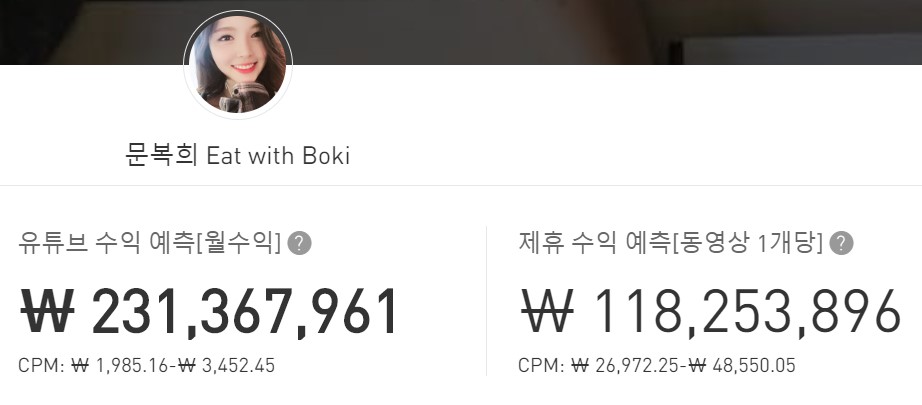 문복희 Eat with Boki
유튜브 수익 예측[월수익] ?
₩ 231,367,961
CPM: ₩ 1,985.16-₩ 3,452.45
제휴 수익 예측[동영상 1개당] ?
₩ 118,253,896
CPM: ₩ 26,972.25-₩ 48,550.05